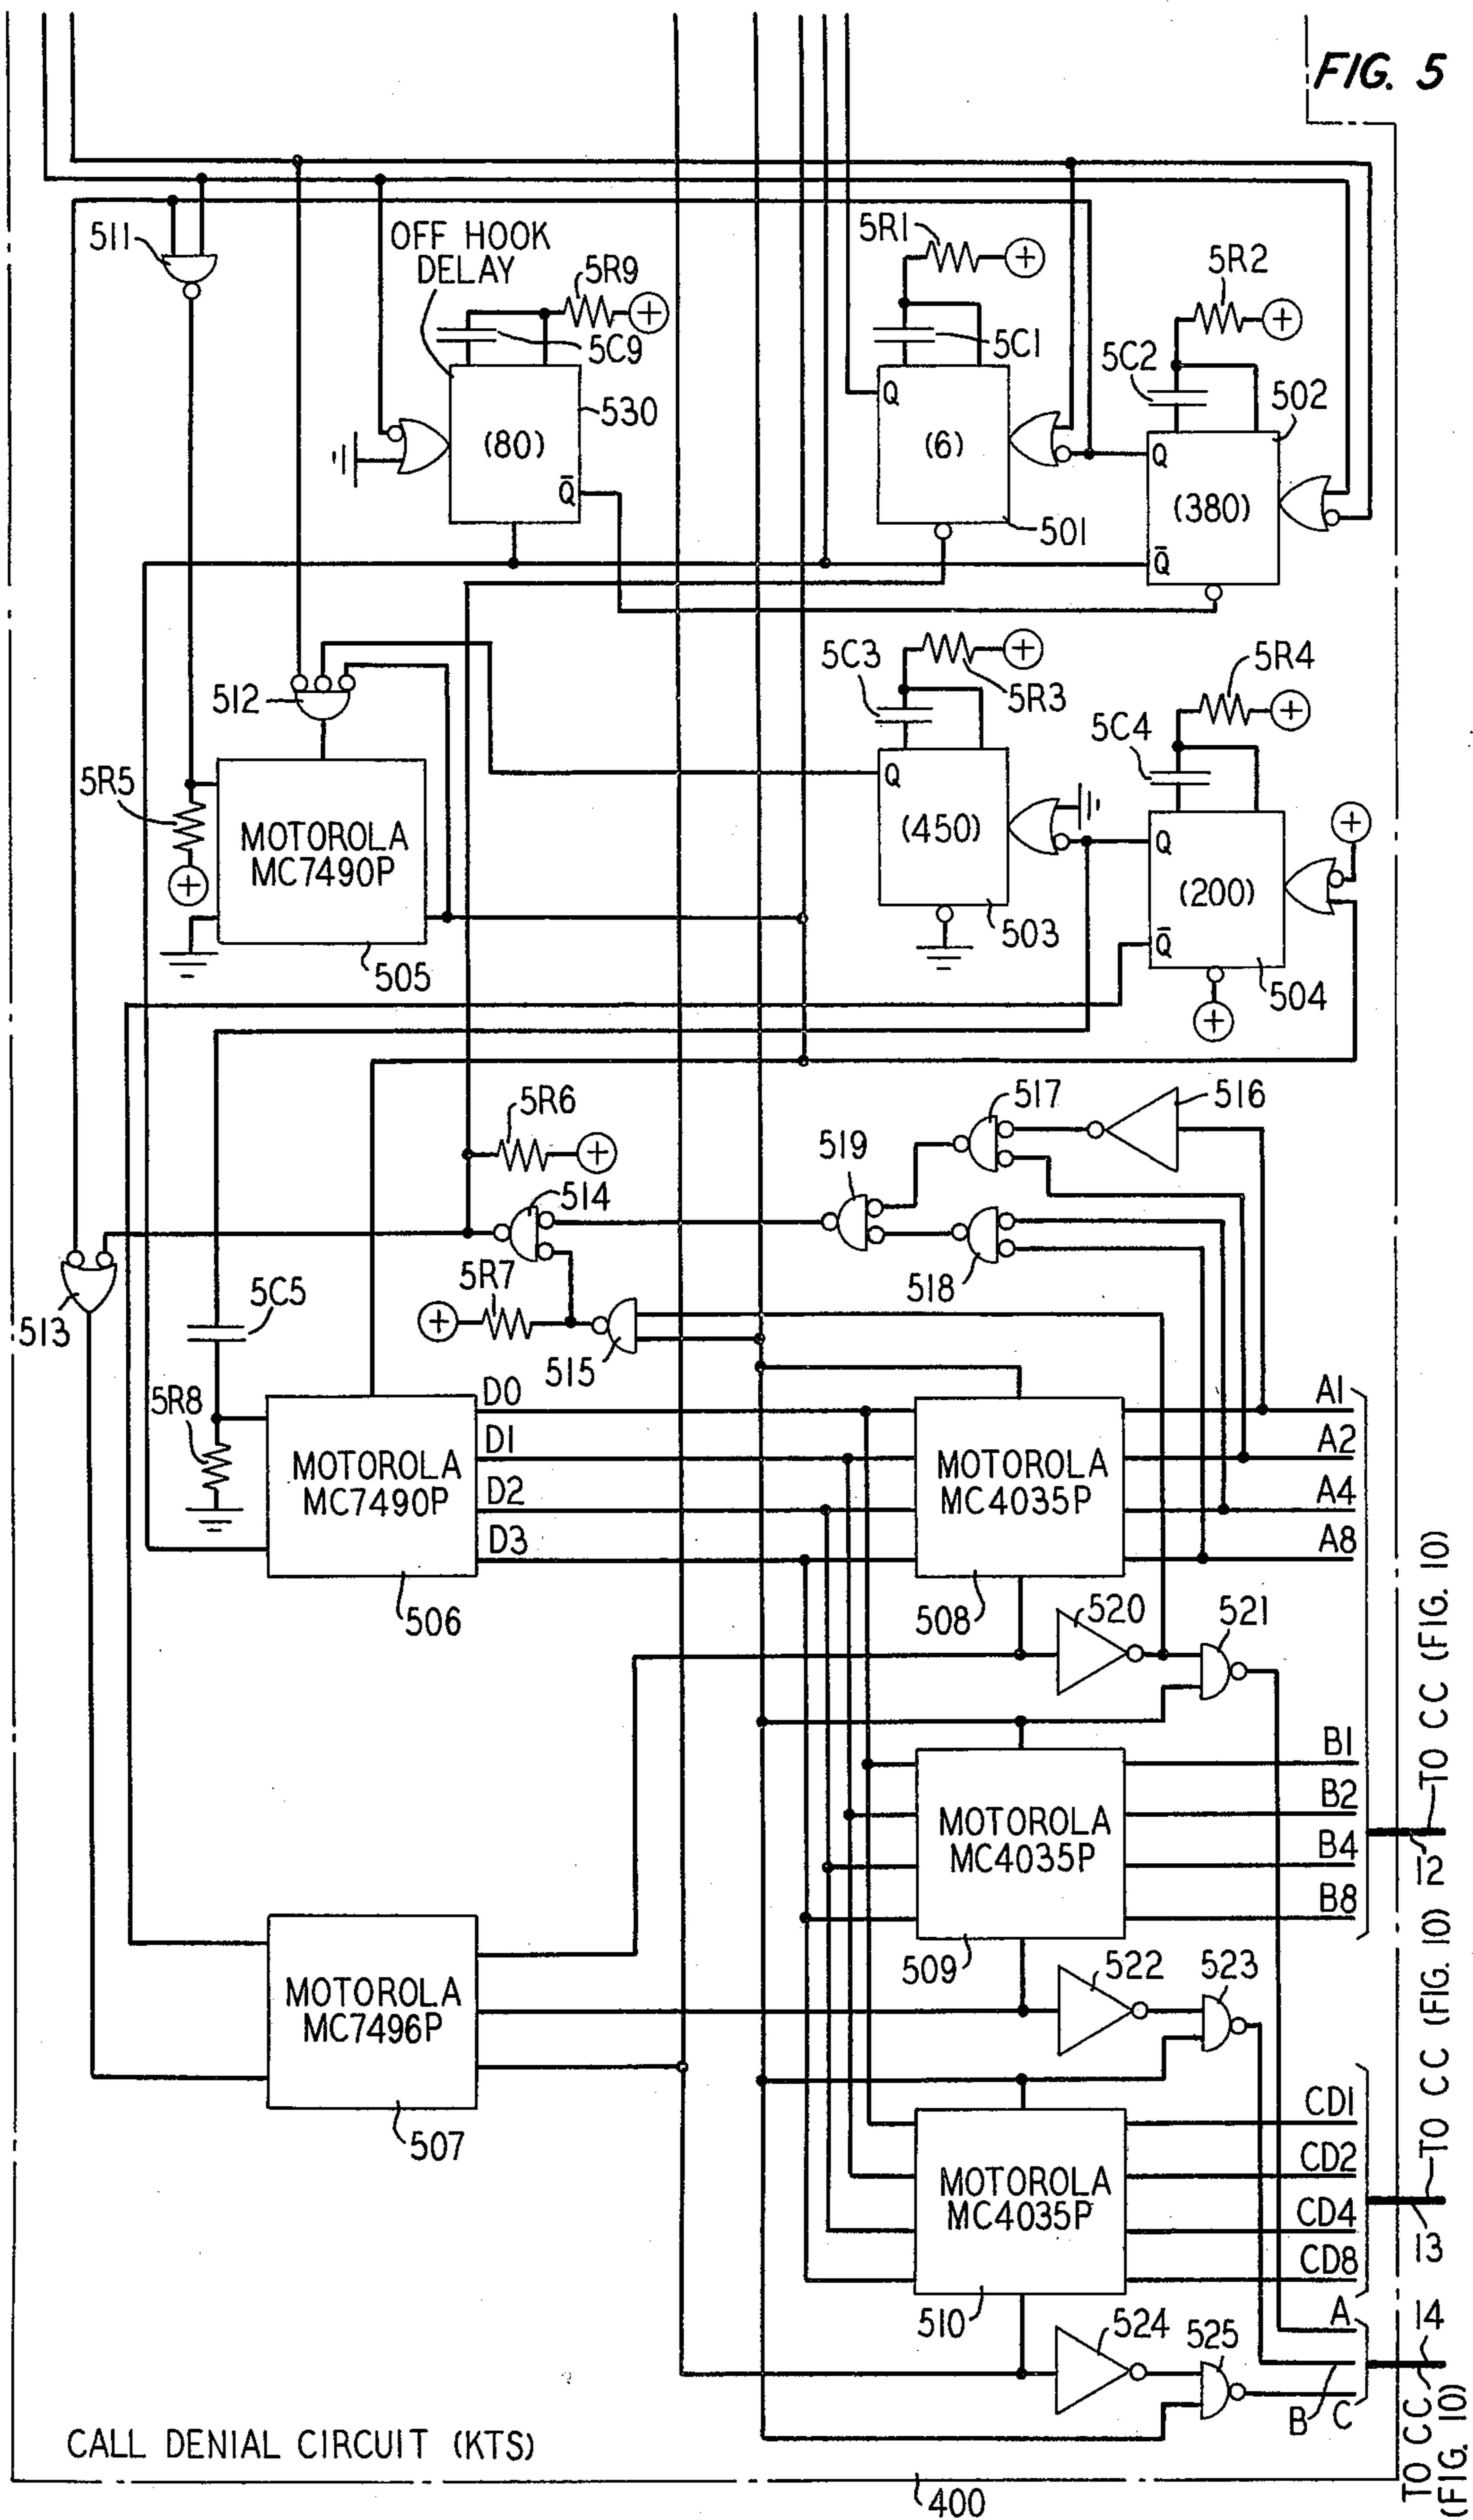 FIG. 5
511
OFF HOOK
DELAY
5R9
5C9
530
(80)
Q̄
5R1
5C1
Q
(6)
501
5R2
5C2
502
Q
(380)
Q̄
512
5R5
MOTOROLA
MC7490P
505
5C3
5R3
Q
(450)
503
5R4
5C4
Q
(200)
Q̄
504
5R6
514
519
517
516
518
5R7
515
513
5C5
5R8
MOTOROLA
MC7490P
506
D0
D1
D2
D3
MOTOROLA
MC4035P
508
A1
A2
A4
A8
520
521
MOTOROLA
MC4035P
509
B1
B2
B4
B8
TO CC (FIG. 10)
12
522
523
MOTOROLA
MC7496P
507
MOTOROLA
MC4035P
510
CD1
CD2
CD4
CD8
TO CC (FIG. 10)
13
524
525
A
B
C
14
TO CC
(FIG. 10)
CALL DENIAL CIRCUIT (KTS)
400